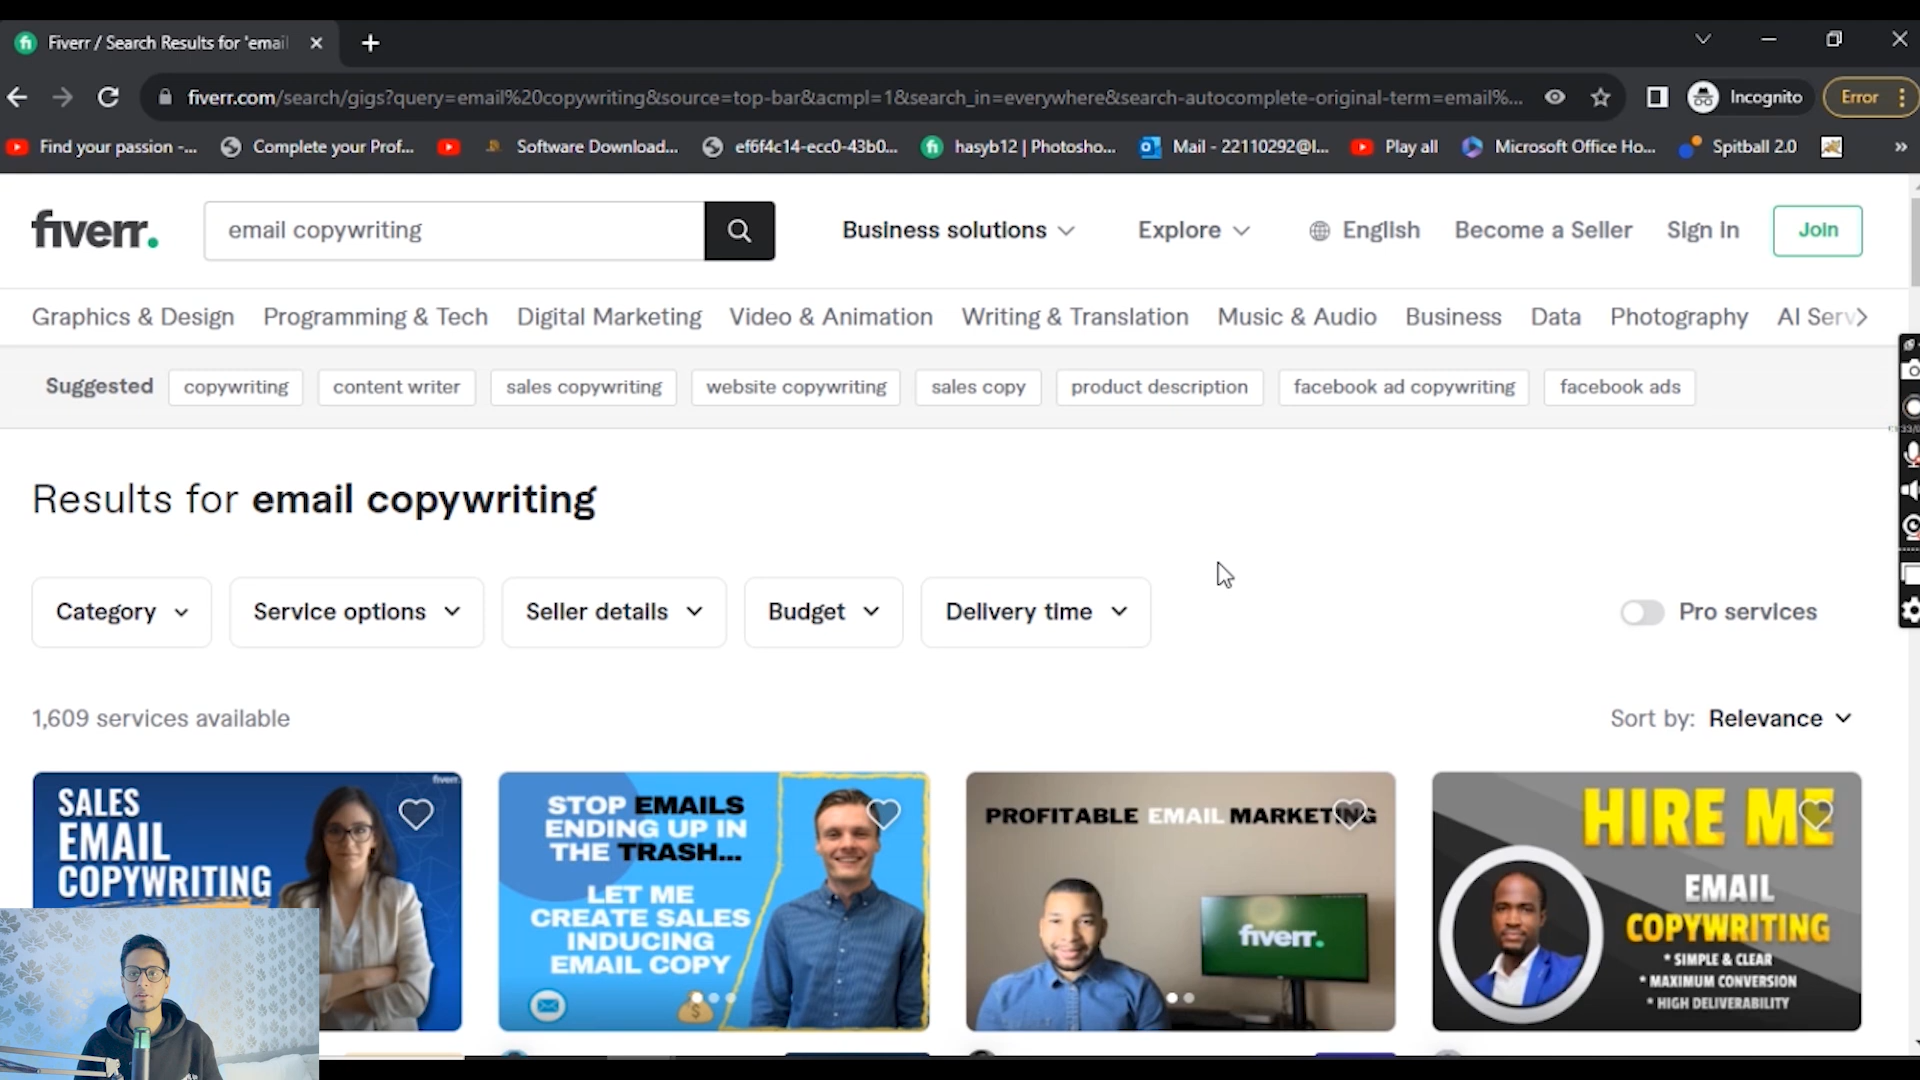 Fiverr / Search Results for 'email
fiverr.com/search/gigs?query=email%20copywriting&source=top-bar&acmpl=1&search_in=everywhere&search-autocomplete-original-term=email%...
Incognito
Error
Find your passion -...
Complete your Prof...
Software Download...
ef6f4c14-ecc0-43b0...
hasyb12 | Photosho...
Mail - 22110292@l...
Play all
Microsoft Office Ho...
Spitball 2.0
fiverr.
email copywriting
Business solutions
Explore
English
Become a Seller
Sign in
Join
Graphics & Design
Programming & Tech
Digital Marketing
Video & Animation
Writing & Translation
Music & Audio
Business
Data
Photography
AI Serv
Suggested
copywriting
content writer
sales copywriting
website copywriting
sales copy
product description
facebook ad copywriting
facebook ads
Results for email copywriting
Category
Service options
Seller details
Budget
Delivery time
Pro services
1,609 services available
Sort by: Relevance
fiverr.
SALES
EMAIL
COPYWRITING
STOP EMAILS
ENDING UP IN
THE TRASH...
LET ME
CREATE SALES
INDUCING
EMAIL COPY
PROFITABLE EMAIL MARKETING
fiverr.
HIRE ME
EMAIL
COPYWRITING
* SIMPLE & CLEAR
* MAXIMUM CONVERSION
* HIGH DELIVERABILITY